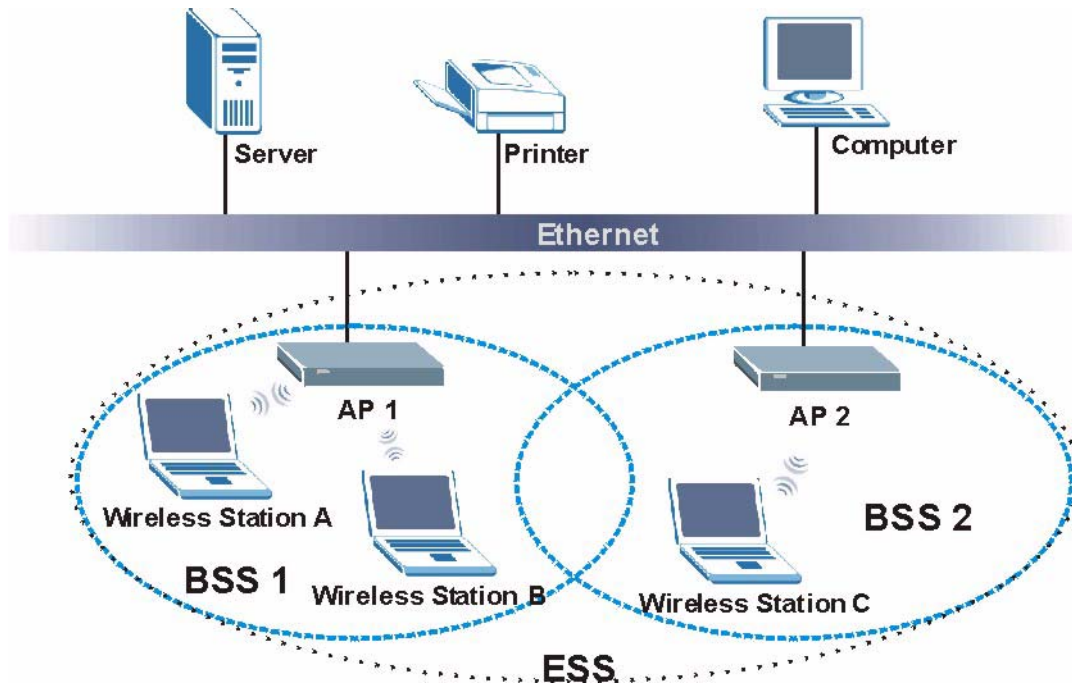 Server
Printer
Computer
Ethernet
AP 1
AP 2
Wireless Station A
BSS 2
BSS 1
Wireless Station B
Wireless Station C
ESS